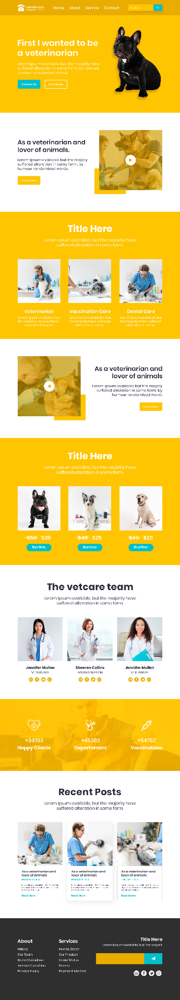 COMPANY LOGO
Home About Service Contact
Search..
First I wanted to be
a veterinarian
Lorem Ipsum available but the majority have
suffered alteration in some form, by injected
humour randomised words.
Contact Us
Our Service
As a veterinarian and
lover of animals.
Lorem Ipsum available but the majoty
suffered alteration in some form, by
humour randomised words.
Our Service
Title Here
Lorem Ipsum available, but the majority have
suffered alteration in some form.
Veterinarian
Lorem Ipsum available, but
the majority have suffered
alteration in some.
Vaccination Care
Lorem Ipsum available, but
the majority have suffered
alteration in some.
Dental Care
Lorem Ipsum available, but
the majority have suffered
alteration in some.
As a veterinarian and
lover of animals
Lorem Ipsum available but the majoty
suffered alteration in some form, by
humour randomised words
Our Service
Title Here
Lorem Ipsum available, but the majority have
suffered alteration in some form.
$50 $30
Buy Now
$40 $25
Buy Now
$45 $20
Buy Now
The vetcare team
Lorem Ipsum available, but the majority have
suffered alteration in some form.
Jennifer Mullen
VETERINARY
Sheeren Collins
ADMINISTRATION
Jennifer Mullen
VETERINARY
+34793
Happy Clients
+45382
Departament
+54762
Vaccinations
Recent Posts
Lorem Ipsum available, but the majority have
suffered alteration in some form.
As a veterinarian and
lover of animals
Read More
As a veterinarian and
lover of animals
Read More
As a veterinarian and
lover of animals
Read More
About
History
Our Team
Brand Guidelines
Terms & Condition
Privacy Policy
Services
How to Order
Our Product
Order Status
Promo
Payment Method
Title Here
Lorem Ipsum available, but the majorit